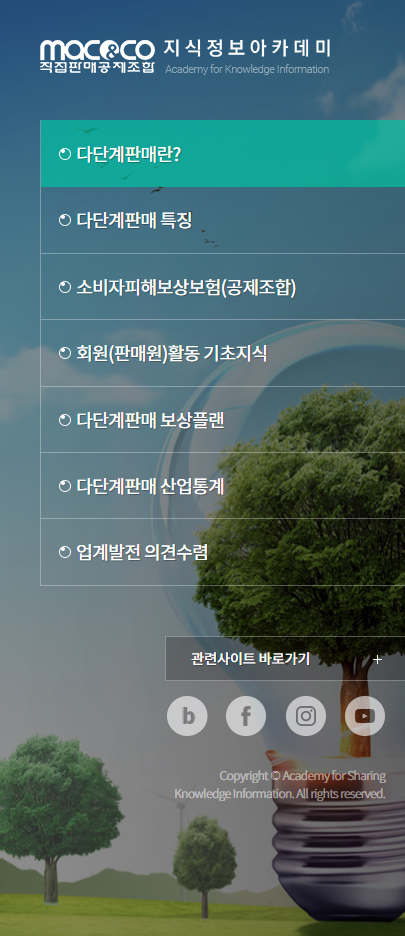 macco 지식정보아카데미
직접판매공제조합 Academy for Knowledge Information
다단계판매란?
다단계판매 특징
소비자피해보상보험(공제조합)
회원(판매원)활동 기초지식
다단계판매 보상플랜
다단계판매 산업통계
업계발전 의견수렴
관련사이트 바로가기 +
b f
Copyright © Academy for Sharing
Knowledge Information. All rights reserved.